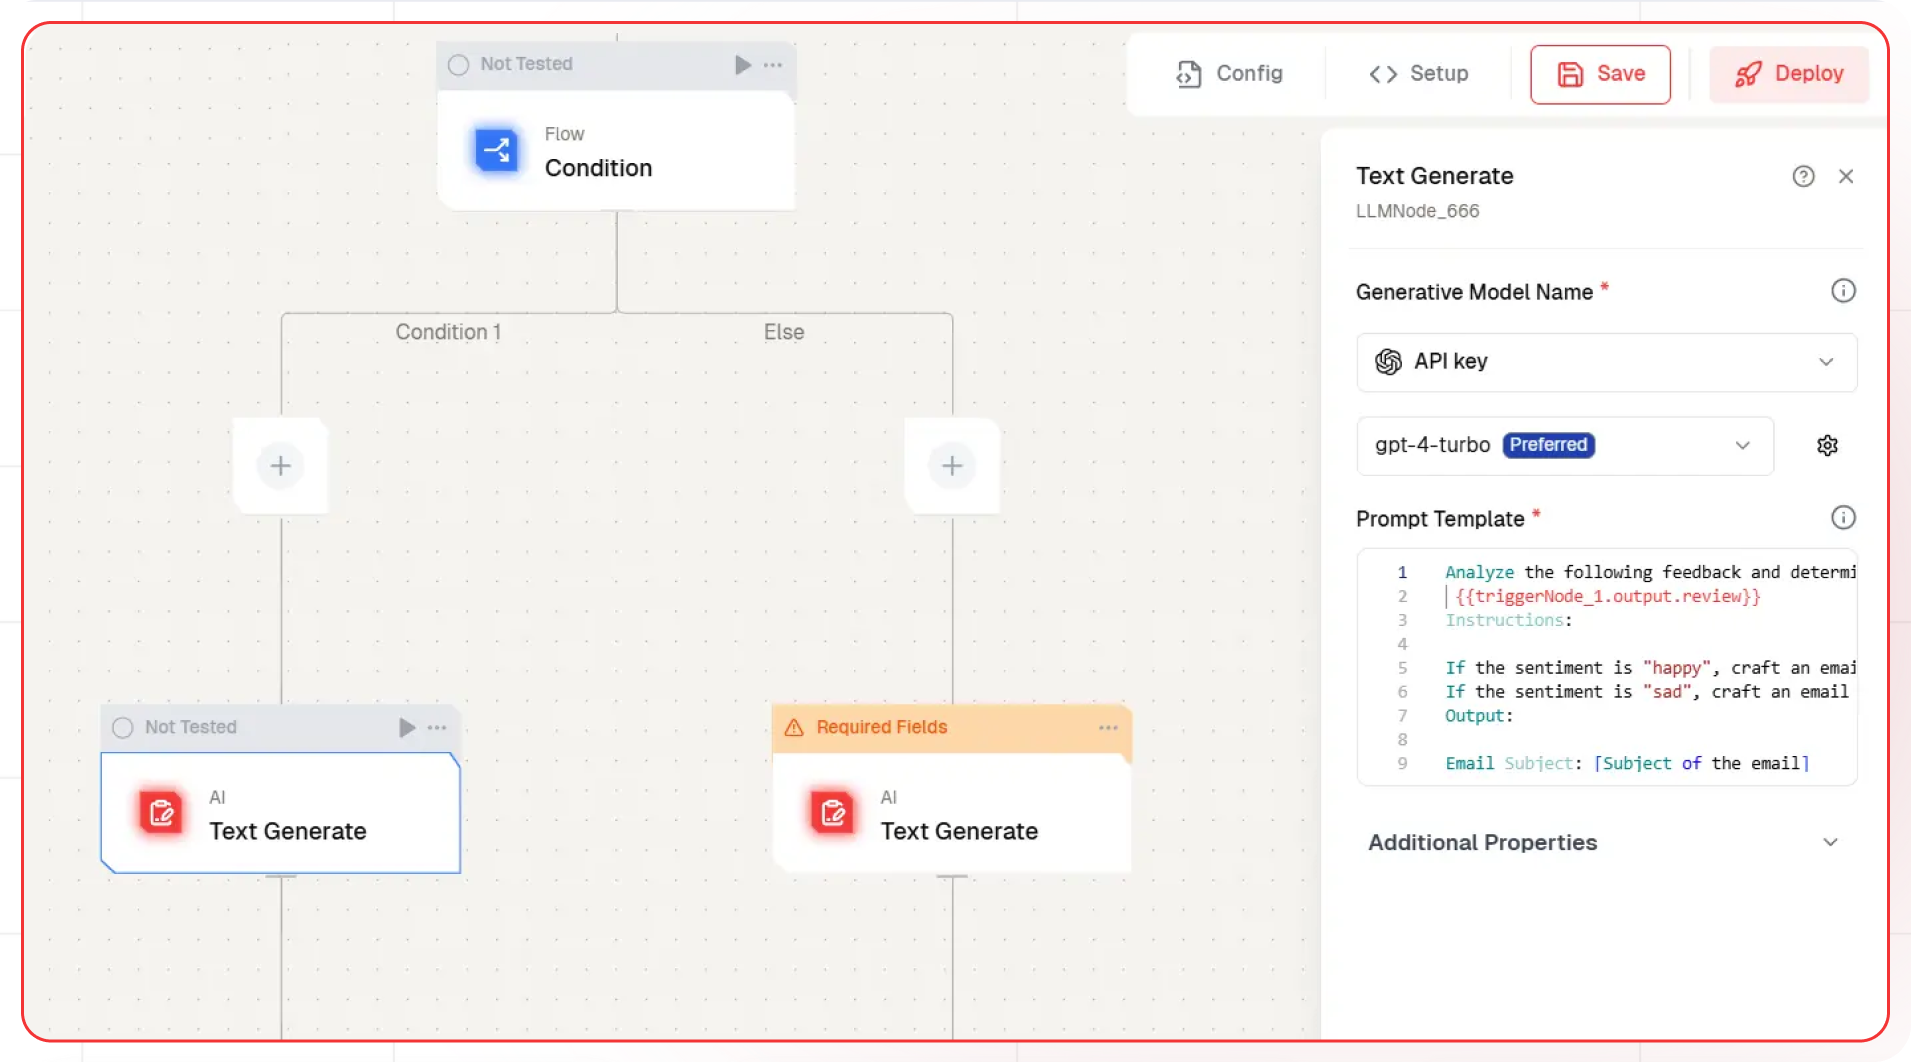 Not Tested
Flow
Condition
Condition 1
Else
Not Tested
AI
Text Generate
Required Fields
AI
Text Generate
Config
Setup
Save
Deploy
Text Generate
LLMNode_666
Generative Model Name *
API key
gpt-4-turbo Preferred
Prompt Template *
1 Analyze the following feedback and determi
2 {{triggerNode_1.output.review}}
3 Instructions:
4
5 If the sentiment is "happy", craft an emai
6 If the sentiment is "sad", craft an email
7 Output:
8
9 Email Subject: [Subject of the email]
Additional Properties